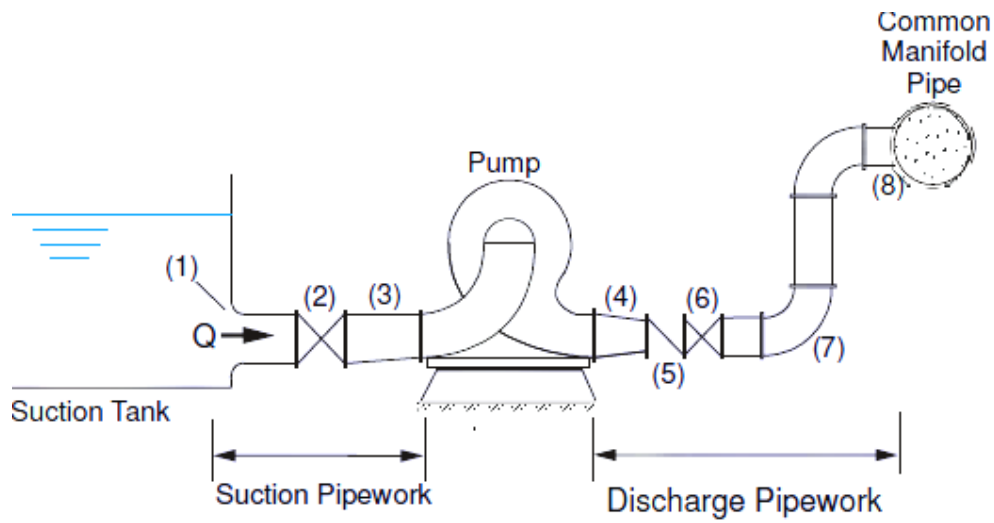 Common
Manifold
Pipe
Pump
(8)
(1)
(2)
(3)
(4)
(6)
Q
(5)
(7)
Suction Tank
Suction Pipework
Discharge Pipework